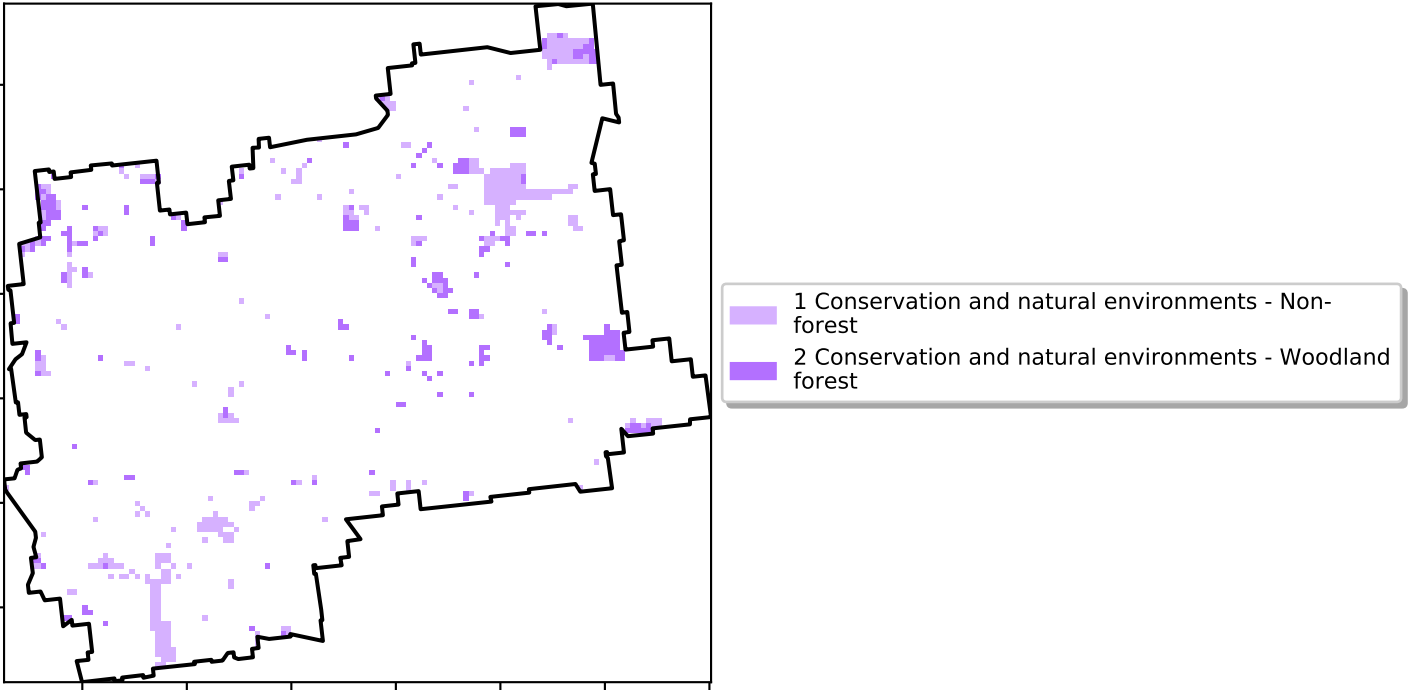 1 Conservation and natural environments - Non-
forest
2 Conservation and natural environments - Woodland
forest